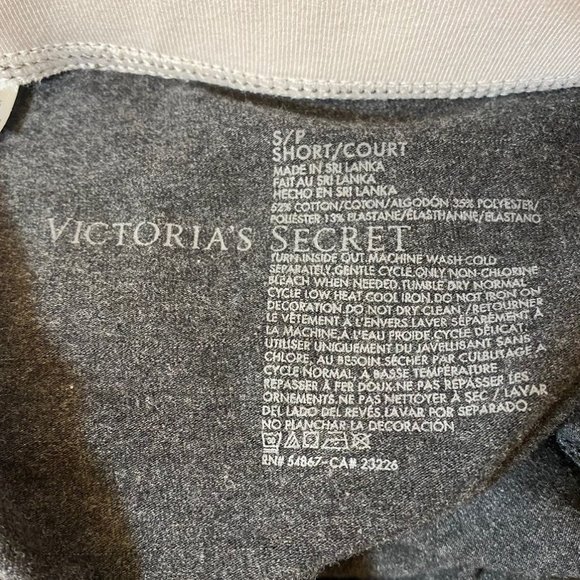 S/P
SHORT/COURT
MADE IN SRI LANKA
FAIT AU SRI LANKA
HECHO EN SRI LANKA
52% COTTON/COTON/ALGODÓN 35% POLYESTER/
POLIÉSTER 13% ELASTANE/ÉLASTHANNE/ELASTANO
VICTORIA'S SECRET
TURN INSIDE OUT.MACHINE WASH COLD
SEPARATELY.GENTLE CYCLE.ONLY NON-CHLORINE
BLEACH WHEN NEEDED.TUMBLE DRY NORMAL
CYCLE LOW HEAT.COOL IRON.DO NOT IRON ON
DECORATION.DO NOT DRY CLEAN /RETOURNER
LE VÊTEMENT À L'ENVERS.LAVER SÉPARÉMENT À
LA MACHINE,À EAU FROIDE.CYCLE DÉLICAT.
UTILISER UNIQUEMENT DU JAVELLISANT SANS
CHLORE, AU BESOIN.SÉCHER PAR CULBUTAGE A
CYCLE NORMAL, À BASSE TEMPÉRATURE
REPASSER À FER DOUX.NE PAS REPASSER LES
ORNEMENTS.NE PAS NETTOYER À SEC / LAVAR
DEL LADO DEL REVÉS.LAVAR POR SEPARADO.
NO PLANCHAR LA DECORACIÓN
RN# 54867-CA# 23226